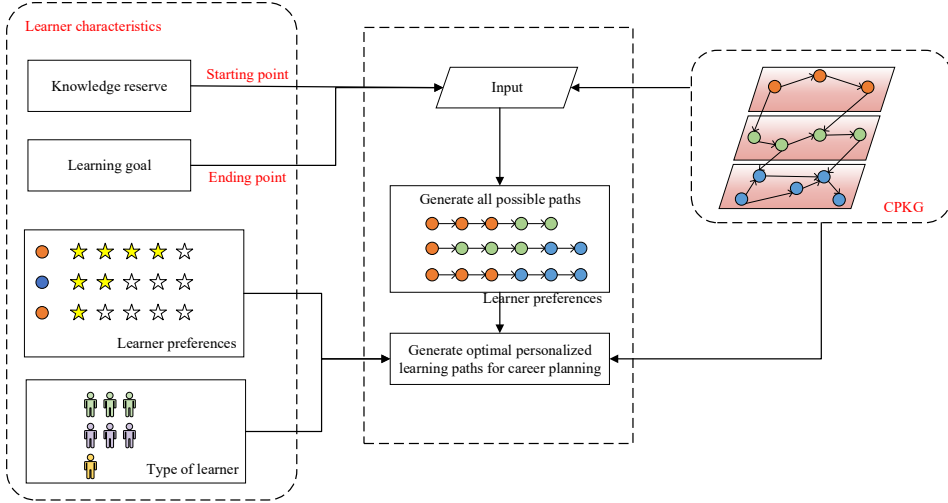 Learner characteristics
Knowledge reserve
Starting point
Learning goal
Ending point
Learner preferences
Type of learner
Input
Generate all possible paths
Learner preferences
Generate optimal personalized
learning paths for career planning
CPKG